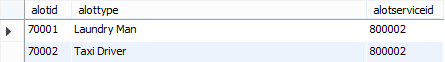 alotid alottype alotserviceid
70001 Laundry Man 800002
70002 Taxi Driver 800002